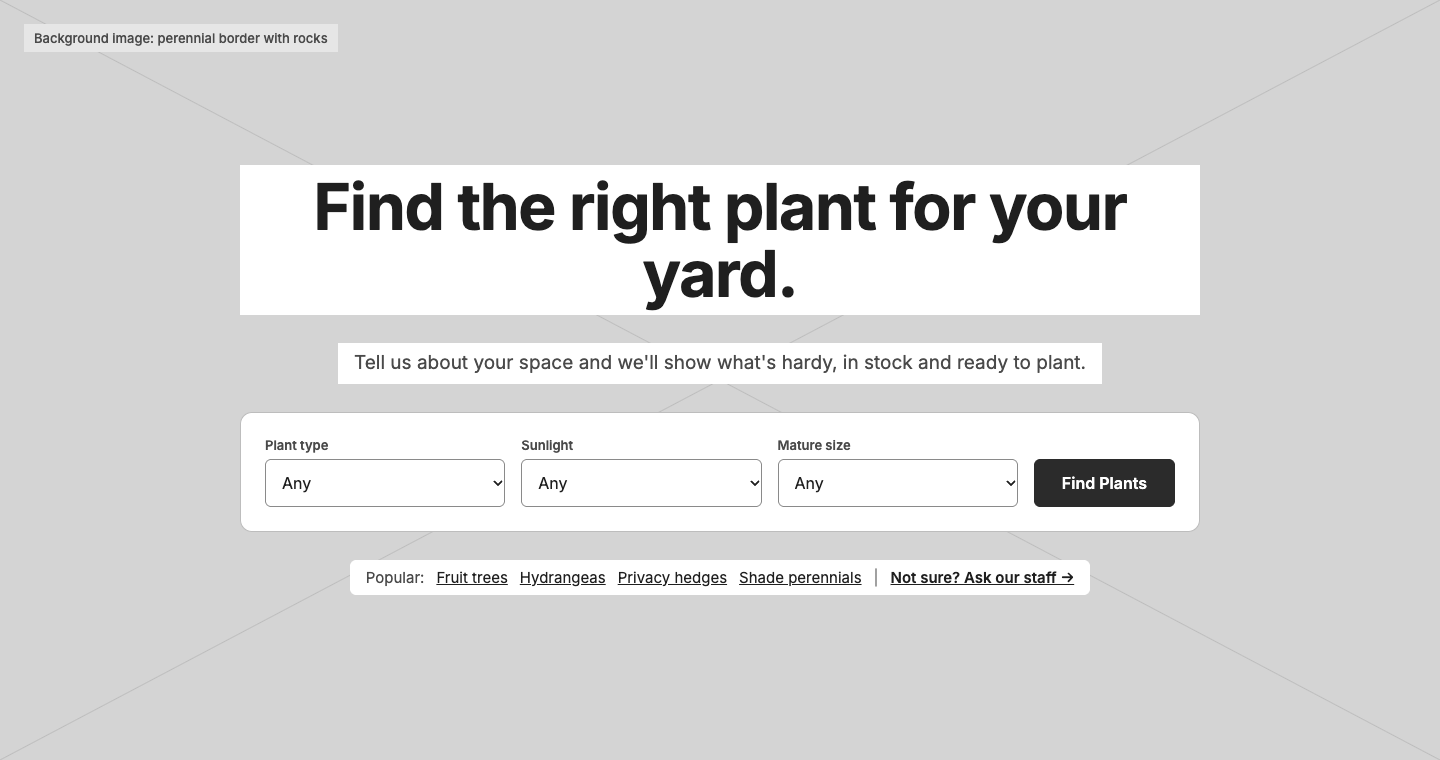 Background image: perennial border with rocks
Find the right plant for your
yard.
Tell us about your space and we'll show what's hardy, in stock and ready to plant.
Plant type
Sunlight
Mature size
Any
Any
Any
Find Plants
Popular: Fruit trees Hydrangeas Privacy hedges Shade perennials | Not sure? Ask our staff →